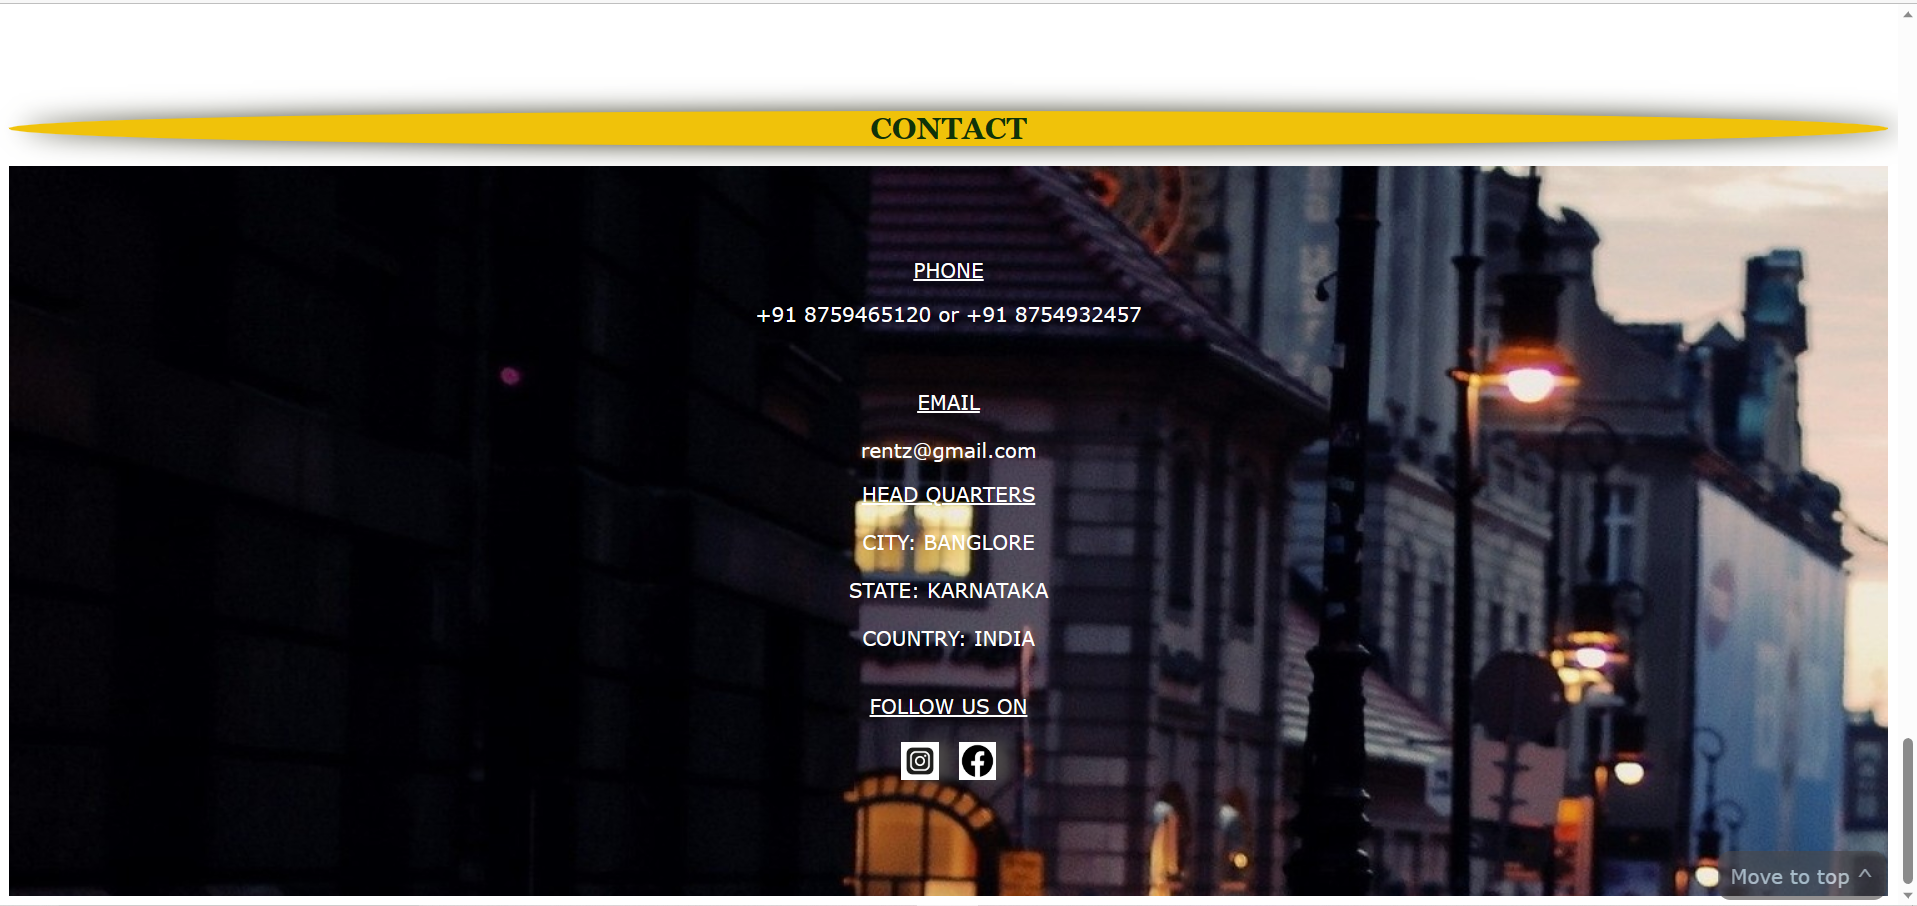 CONTACT
PHONE
+91 8759465120 or +91 8754932457
EMAIL
rentz@gmail.com
HEAD QUARTERS
CITY: BANGLORE
STATE: KARNATAKA
COUNTRY: INDIA
FOLLOW US ON
Move to top ^